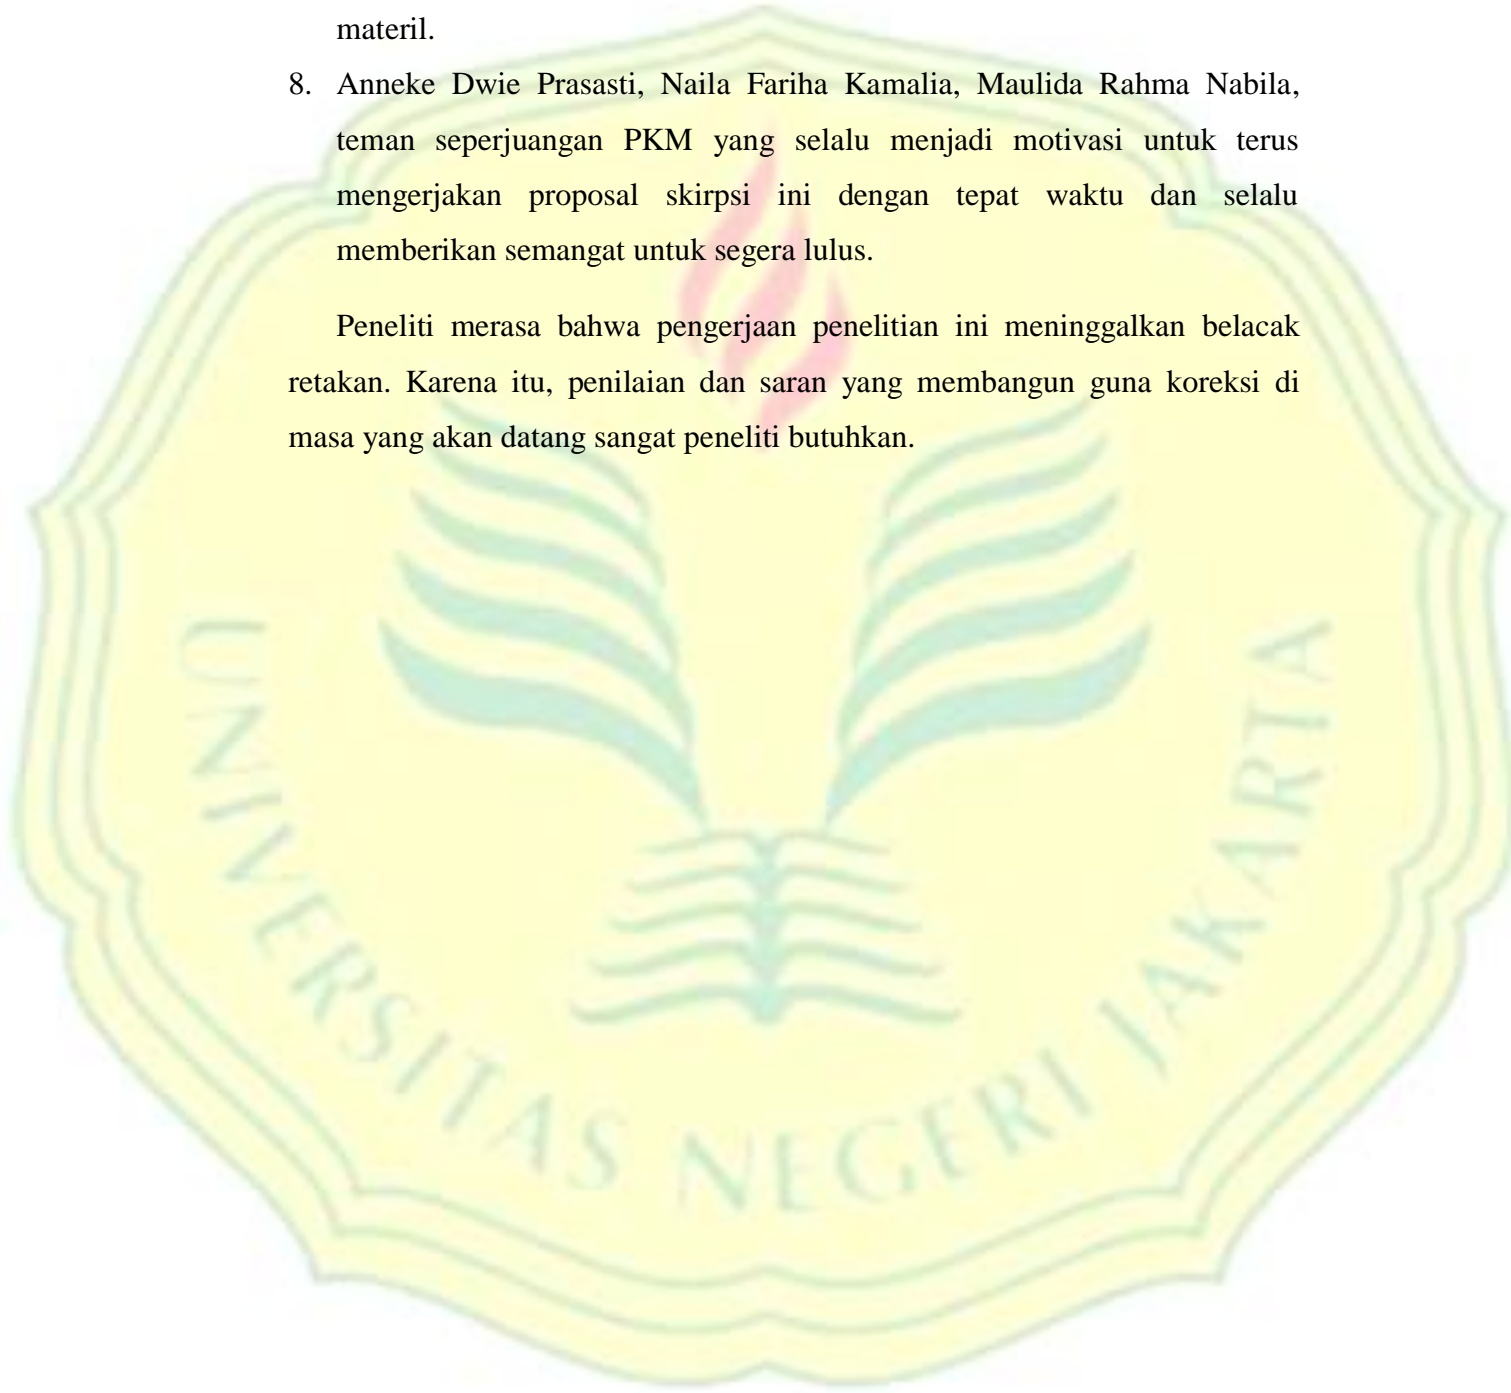 materil.
8. Anneke Dwie Prasasti, Naila Fariha Kamalia, Maulida Rahma Nabila,
teman seperjuangan PKM yang selalu menjadi motivasi untuk terus
mengerjakan proposal skirpsi ini dengan tepat waktu dan selalu
memberikan semangat untuk segera lulus.
Peneliti merasa bahwa pengerjaan penelitian ini meninggalkan belacak
retakan. Karena itu, penilaian dan saran yang membangun guna koreksi di
masa yang akan datang sangat peneliti butuhkan.
UNIVERSITAS NEGERI JAKARTA